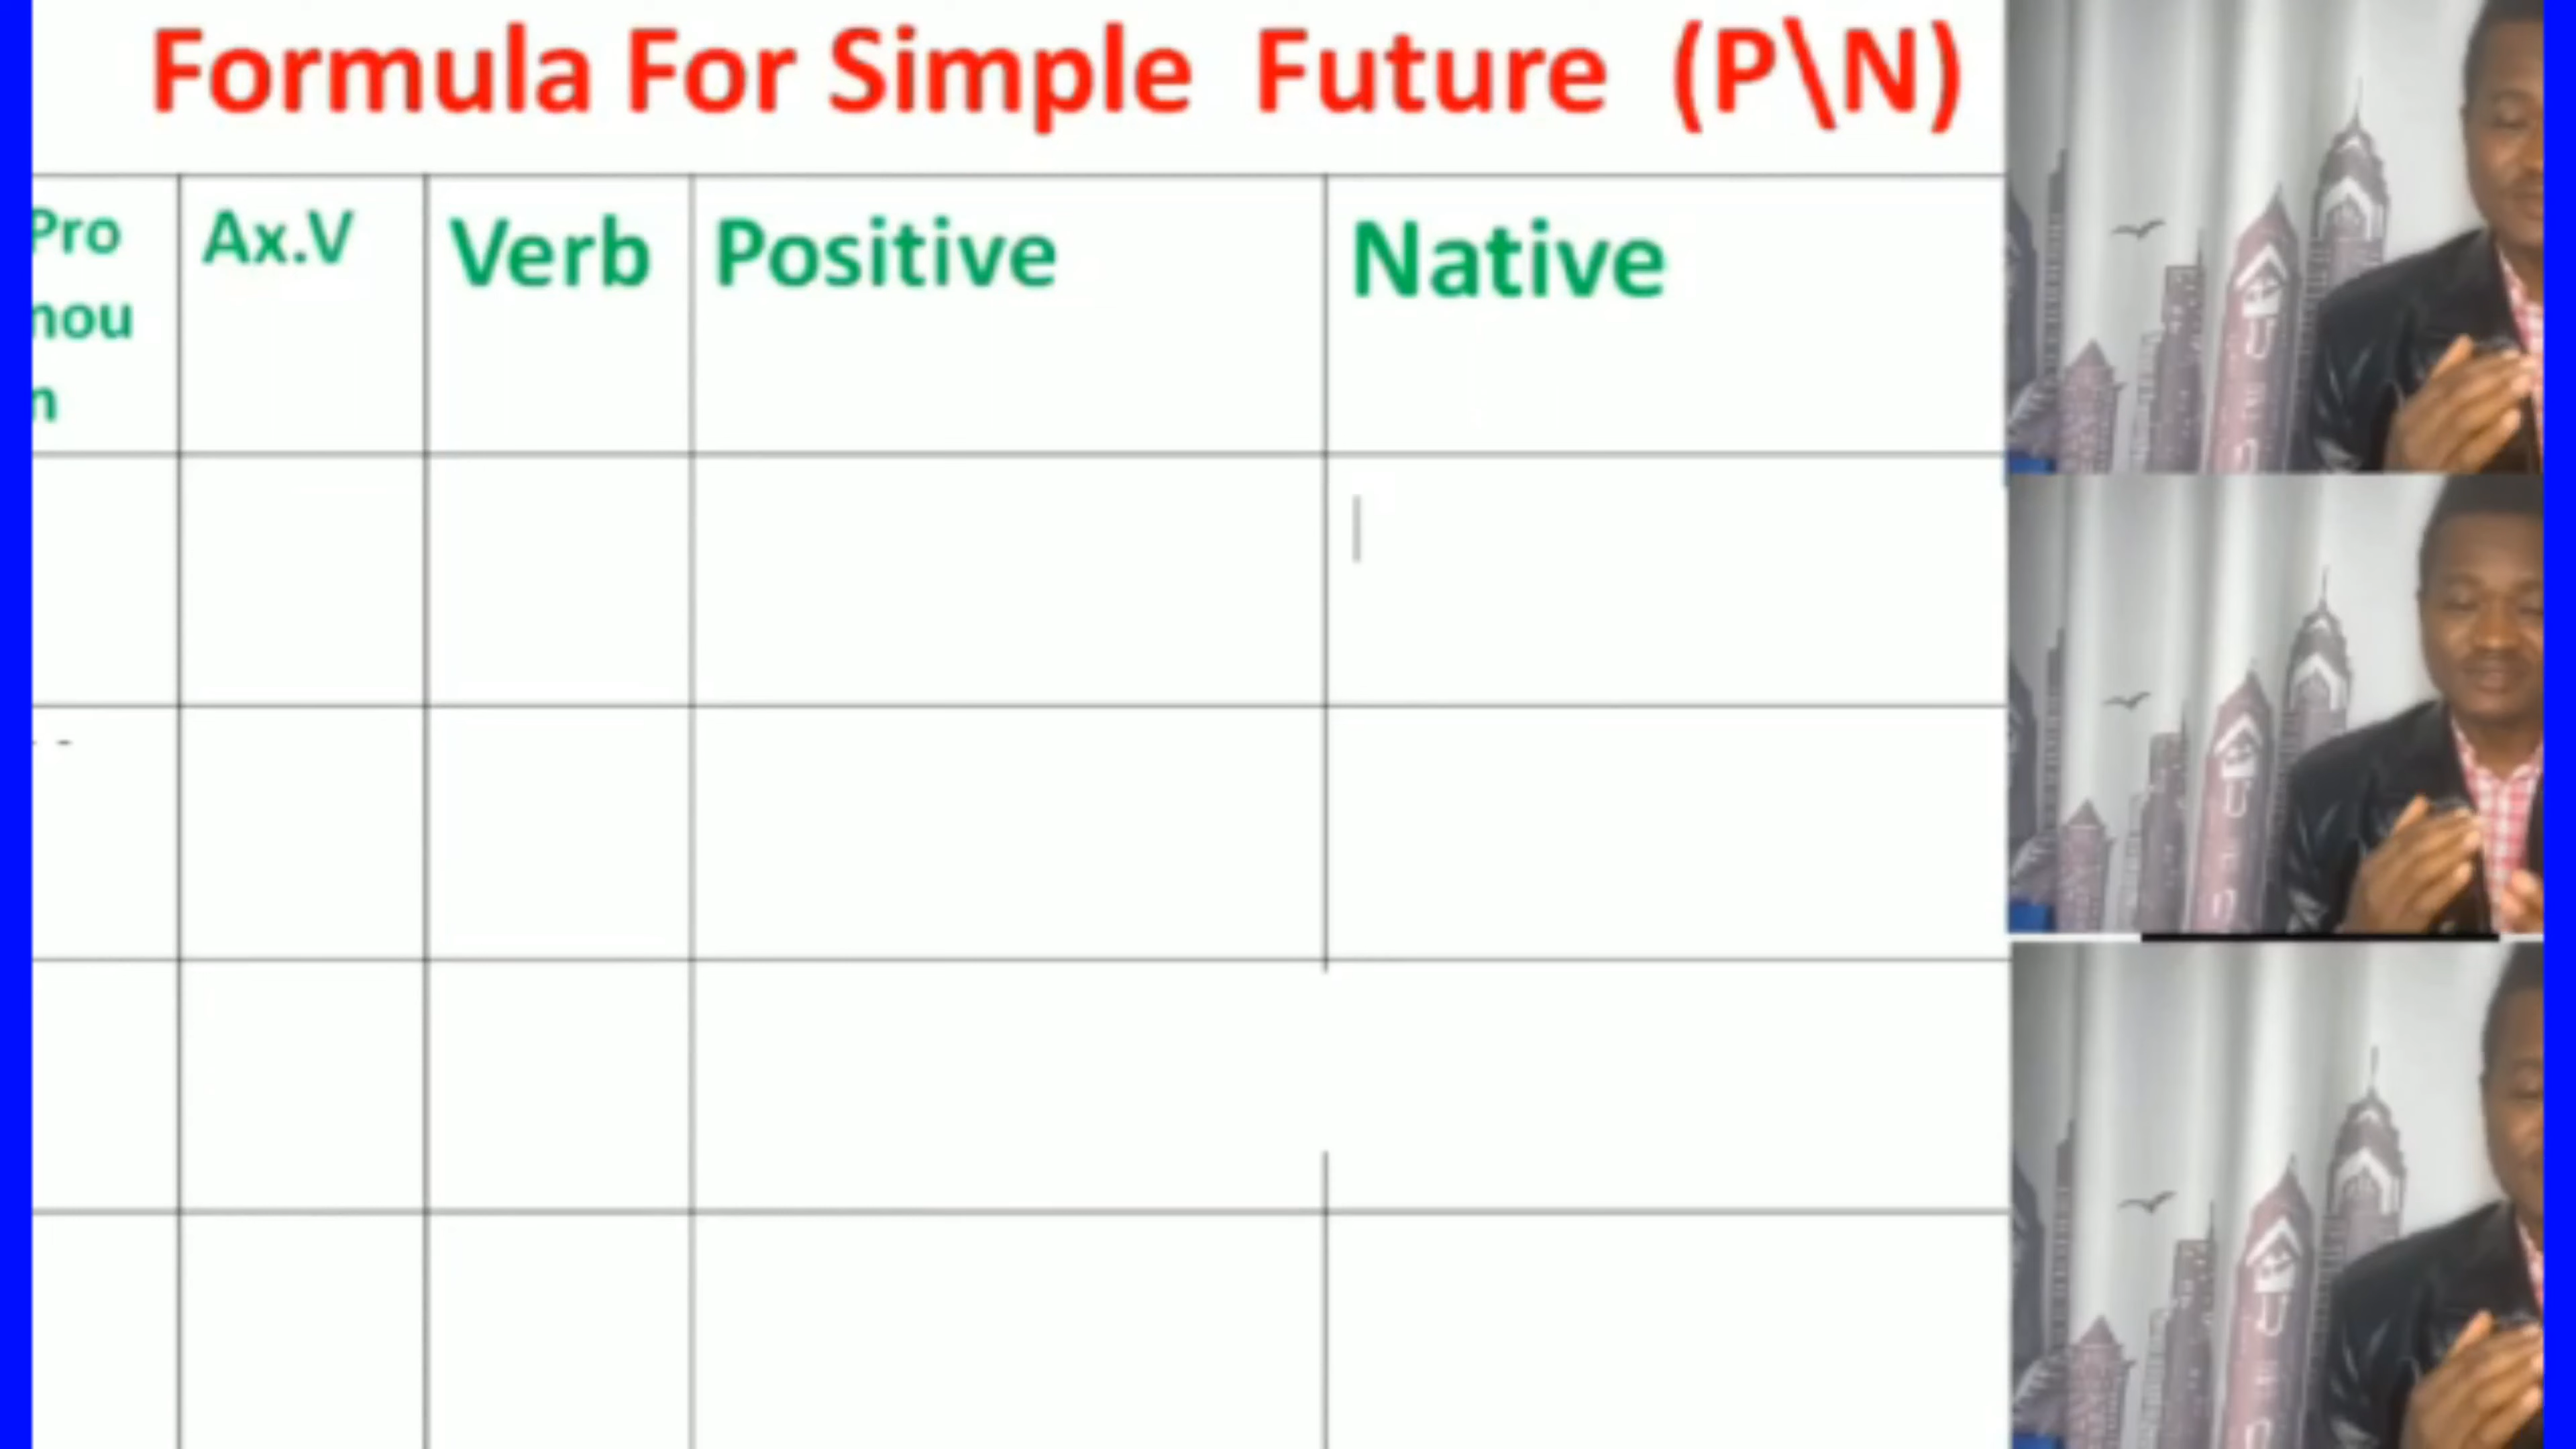 Formula For Simple Future (P\N)
Pro
nou
n
Ax.V
Verb
Positive
Native